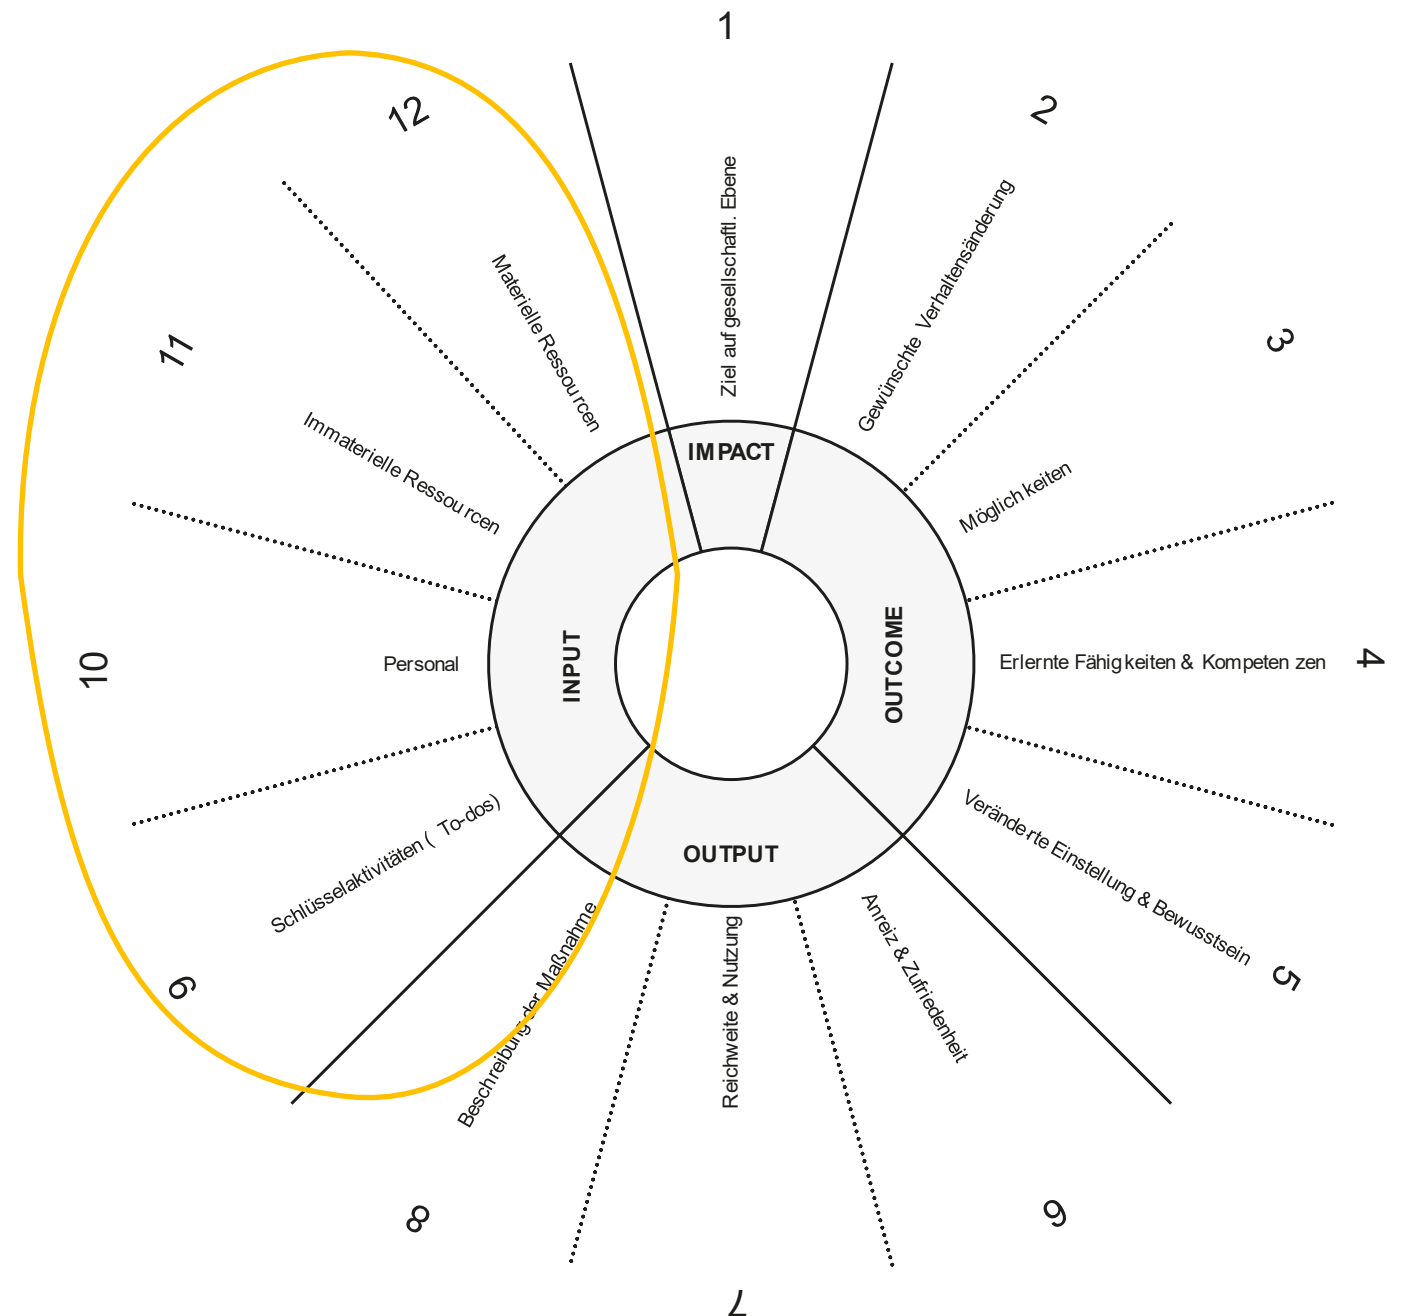 1
Ziel auf gesellschaftl. Ebene
IMPACT
2
Gewünschte Verhaltensänderung
3
Möglichkeiten
4
Erlernte Fähigkeiten & Kompetenzen
OUTCOME
5
Veränderte Einstellung & Bewusstsein
6
Anreiz & Zufriedenheit
7
Reichweite & Nutzung
OUTPUT
8
Beschreibung der Maßnahme
9
Schlüsselaktivitäten ( To-dos)
10
Personal
INPUT
11
Immaterielle Ressourcen
12
Materielle Ressourcen